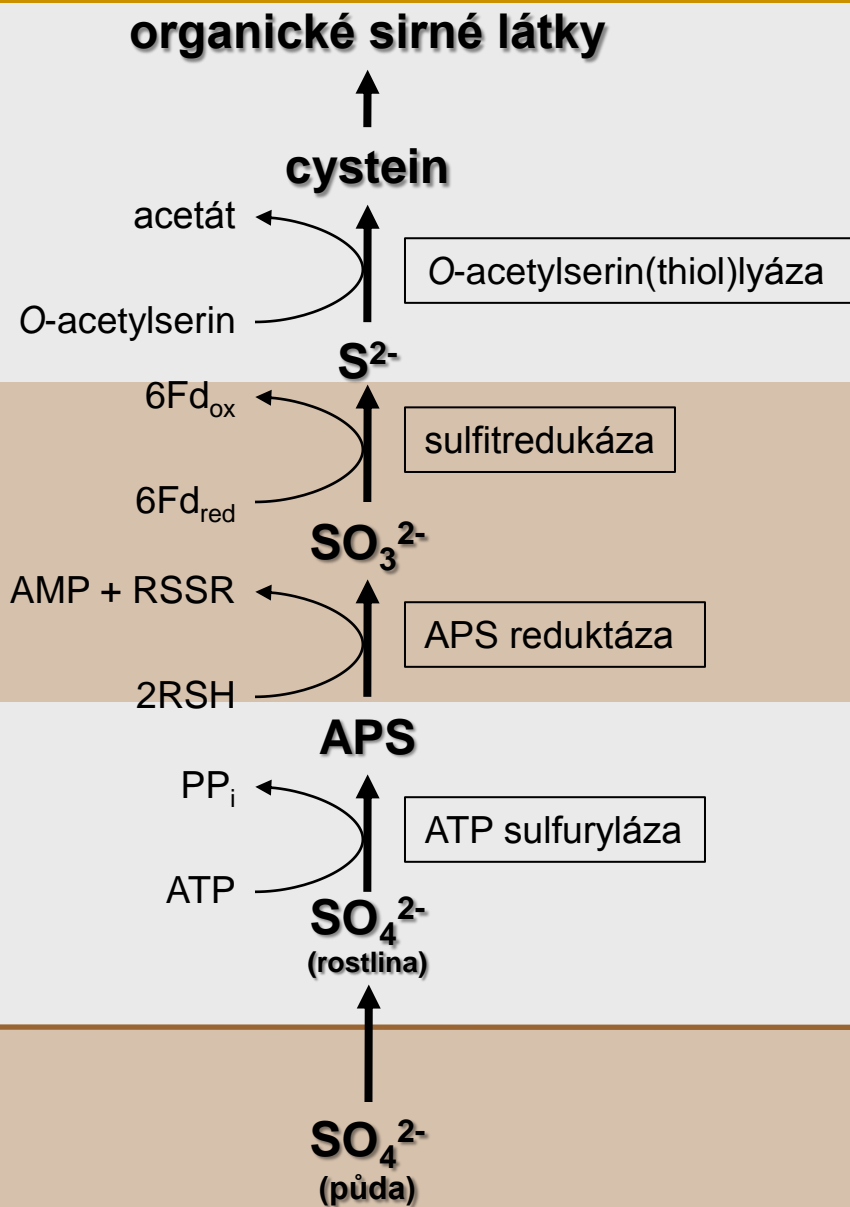 organické sirné látky
cystein
acetát
O-acetylserin(thiol)lyáza
O-acetylserin
S²⁻
6Fdₒₓ
sulfitredukáza
6Fd_red
SO₃²⁻
AMP + RSSR
APS reduktáza
2RSH
APS
PPᵢ
ATP sulfuryláza
ATP
SO₄²⁻
(rostlina)
SO₄²⁻
(půda)